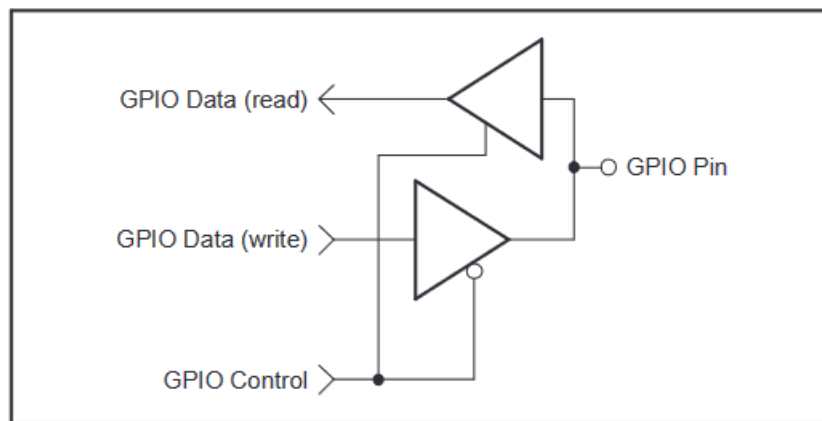 GPIO Data (read)
GPIO Pin
GPIO Data (write)
GPIO Control